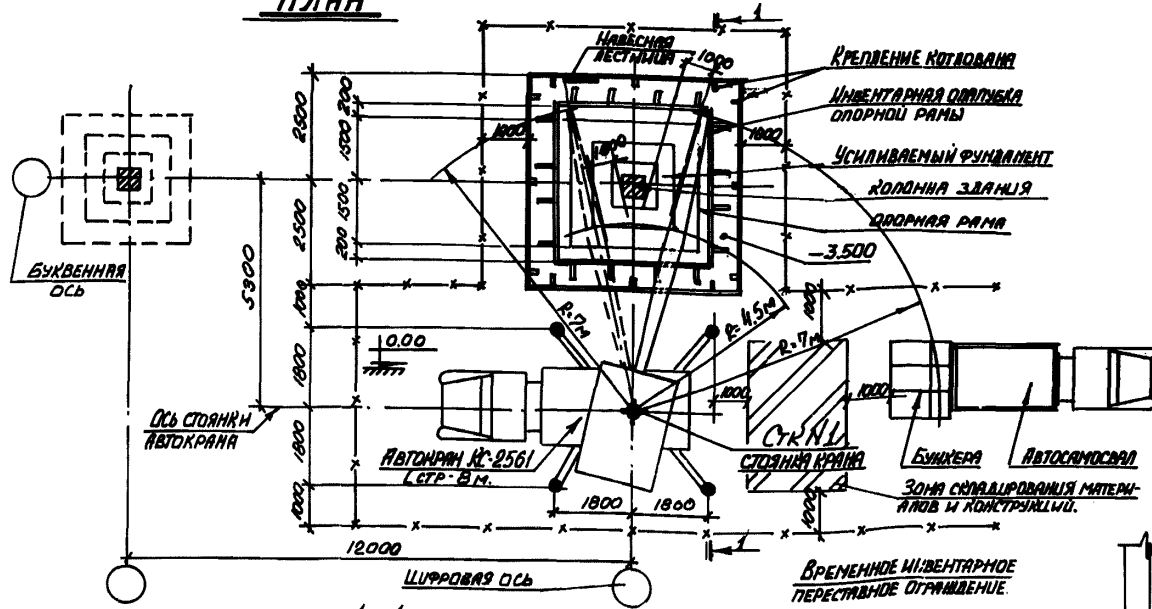 ПЛАН
1
НАВЕСНАЯ
ЛЕСТНИЦА
1000
КРЕПЛЕНИЕ КОТЛОВАНА
ИНВЕНТАРНАЯ ОПАЛУБКА
ОПОРНОЙ РАМЫ
1000
1800
УСИЛИВАЕМЫЙ ФУНДАМЕНТ
КОЛОННА ЗДАНИЯ
ОПОРНАЯ РАМА
-3.500
2500
200
1500
1500
200
2500
1000
1800
1800
1000
5300
БУКВЕННАЯ
ОСЬ
R=7М
R=4,5М
R=7М
1000
0.00
1000
1000
ОСЬ СТОЯНКИ
АВТОКРАНА
АВТОКРАН КС-2561
LСТР-8М.
СТК N1
СТОЯНКА КРАНА
БУНКЕРА
АВТОСАМОСВАЛ
ЗОНА СКЛАДИРОВАНИЯ МАТЕРИ-
АЛОВ И КОНСТРУКЦИЙ.
1800
1800
1000
1
12000
ЦИФРОВАЯ ОСЬ
ВРЕМЕННОЕ ИНВЕНТАРНОЕ
ПЕРЕСТАВНОЕ ОГРАЖДЕНИЕ.